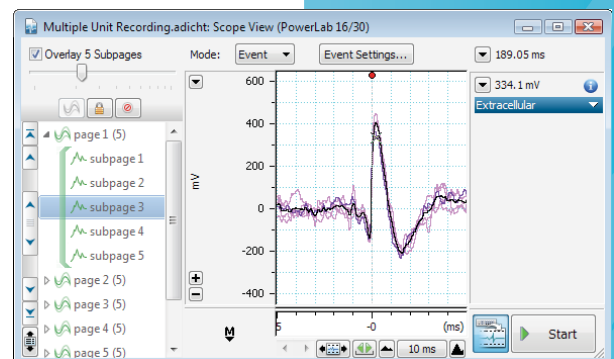 Multiple Unit Recording.adicht: Scope View (PowerLab 16/30)
Overlay 5 Subpages
Mode: Event Event Settings... 189.05 ms
334.1 mV
Extracellular
page 1 (5)
subpage 1
subpage 2
subpage 3
subpage 4
subpage 5
page 2 (5)
page 3 (5)
page 4 (5)
page 5 (5)
600
400
200
0
-200
-400
mV
-0 (ms)
10 ms
Start